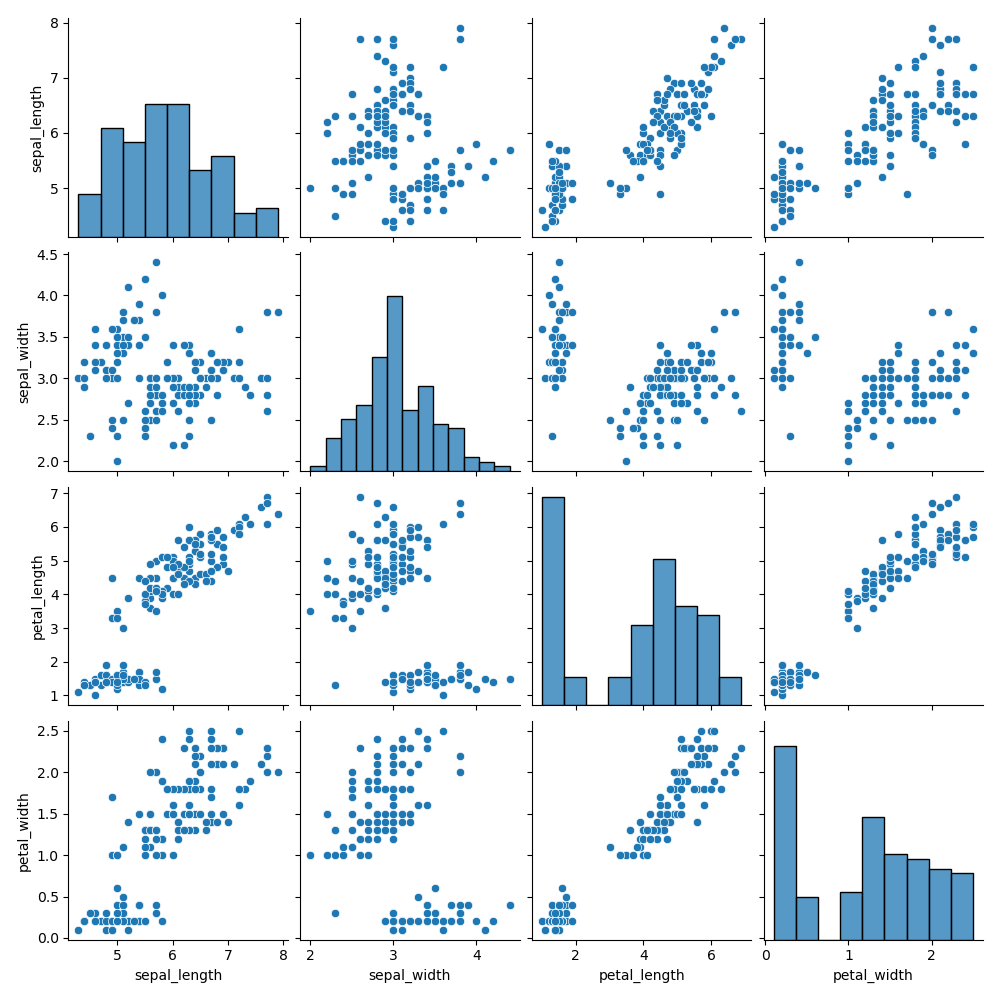 8
7
6
5
sepal_length
4.5
4.0
3.5
3.0
2.5
2.0
sepal_width
7
6
5
4
3
2
1
petal_length
2.5
2.0
1.5
1.0
0.5
0.0
petal_width
5 6 7 8
sepal_length
2 3 4
sepal_width
2 4 6
petal_length
0 1 2
petal_width